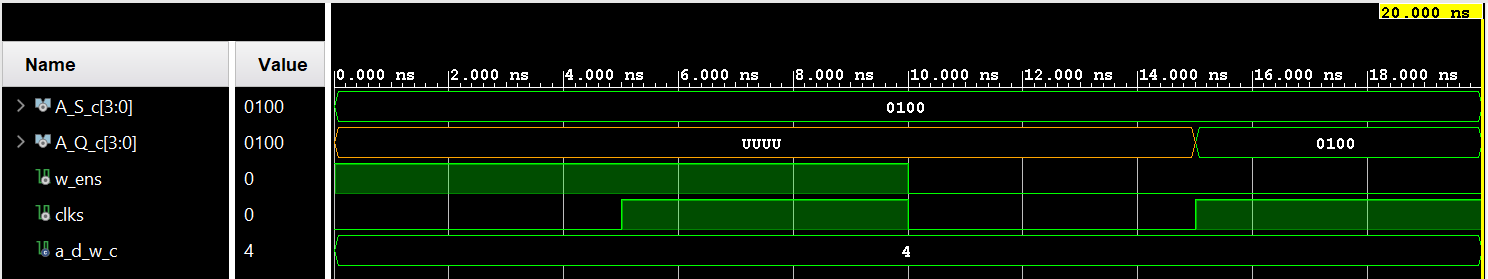 20.000 ns
Name Value
0.000 ns 2.000 ns 4.000 ns 6.000 ns 8.000 ns 10.000 ns 12.000 ns 14.000 ns 16.000 ns 18.000 ns
A_S_c[3:0] 0100 0100
A_Q_c[3:0] 0100 UUUU 0100
w_ens 0
clks 0
a_d_w_c 4 4